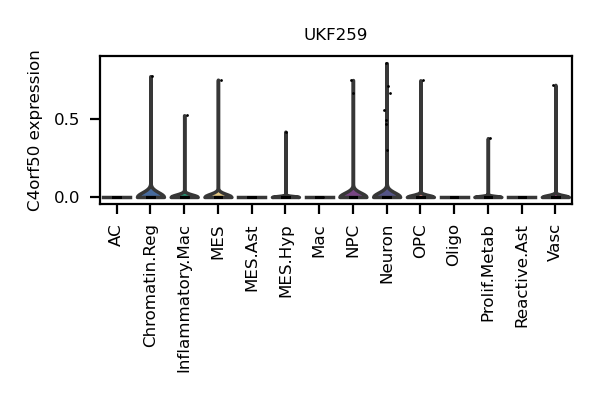 UKF259
C4orf50 expression
0.5
0.0
AC
Chromatin.Reg
Inflammatory.Mac
MES
MES.Ast
MES.Hyp
Mac
NPC
Neuron
OPC
Oligo
Prolif.Metab
Reactive.Ast
Vasc